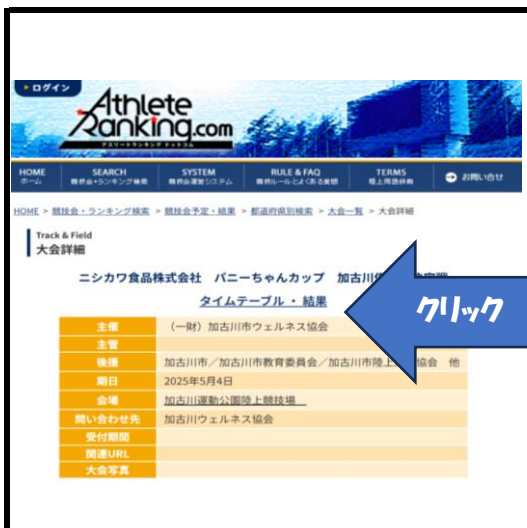 ログイン
Athlete
Ranking.com
アスリートランキング ドットコム
HOME SEARCH SYSTEM RULE & FAQ TERMS お問い合せ
ホーム 競技会・ランキング検索 競技会運営システム 競技ルールとよくある質問 陸上用語辞典
HOME > 競技会・ランキング検索 > 競技会予定・結果 > 都道府県別検索 > 大会一覧 > 大会詳細
Track & Field
大会詳細
ニシカワ食品株式会社 バニーちゃんカップ 加古川
タイムテーブル ・ 結果
クリック
主催 (一財)加古川市ウェルネス協会
主管
後援 加古川市/加古川市教育委員会/加古川市陸上 協会 他
期日 2025年5月4日
会場 加古川運動公園陸上競技場
問い合わせ先 加古川ウェルネス協会
受付期間
関連URL
大会写真